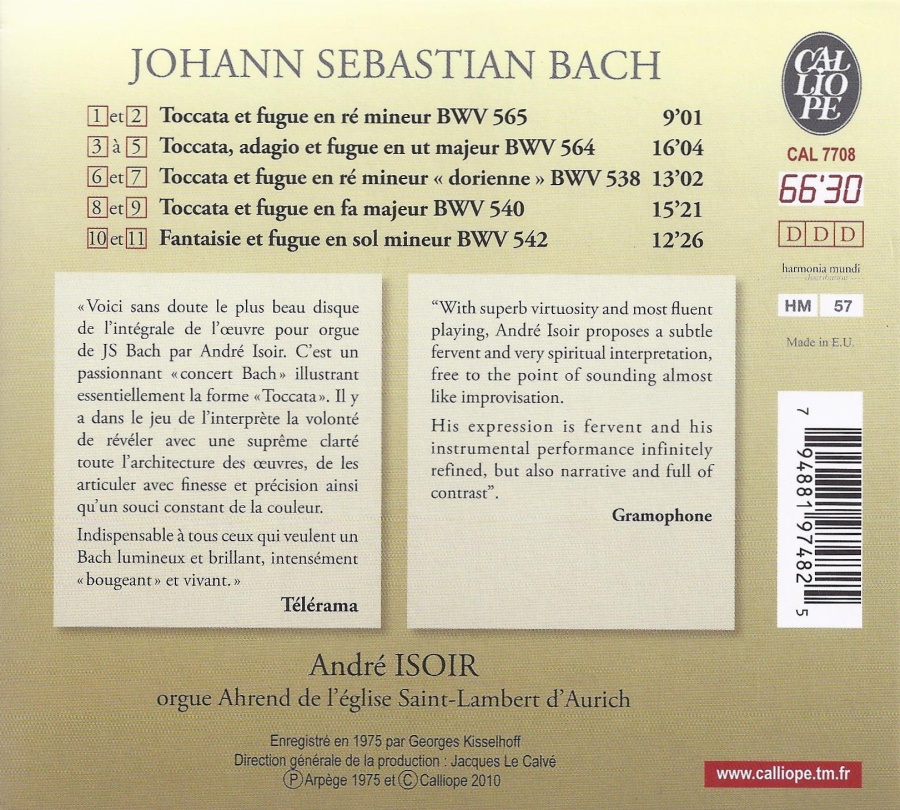 JOHANN SEBASTIAN BACH
1 et 2 Toccata et fugue en ré mineur BWV 565 9’01
3 à 5 Toccata, adagio et fugue en ut majeur BWV 564 16’04
6 et 7 Toccata et fugue en ré mineur « dorienne » BWV 538 13’02
8 et 9 Toccata et fugue en fa majeur BWV 540 15’21
10 et 11 Fantaisie et fugue en sol mineur BWV 542 12’26
CAL
LIO
PE
CAL 7708
66'30
D D D
harmonia mundi
distribution
HM 57
Made in E.U.
7 94881 97482 5
«Voici sans doute le plus beau disque
de l’intégrale de l’œuvre pour orgue
de JS Bach par André Isoir. C’est un
passionnant «concert Bach» illustrant
essentiellement la forme «Toccata». Il y
a dans le jeu de l’interprète la volonté
de révéler avec une suprême clarté
toute l’architecture des œuvres, de les
articuler avec finesse et précision ainsi
qu’un souci constant de la couleur.
Indispensable à tous ceux qui veulent un
Bach lumineux et brillant, intensément
«bougeant» et vivant.»
Télérama
“With superb virtuosity and most fluent
playing, André Isoir proposes a subtle
fervent and very spiritual interpretation,
free to the point of sounding almost
like improvisation.
His expression is fervent and his
instrumental performance infinitely
refined, but also narrative and full of
contrast”.
Gramophone
André ISOIR
orgue Ahrend de l’église Saint-Lambert d’Aurich
Enregistré en 1975 par Georges Kisselhoff
Direction générale de la production : Jacques Le Calvé
Ⓟ Arpège 1975 et Ⓒ Calliope 2010
www.calliope.tm.fr